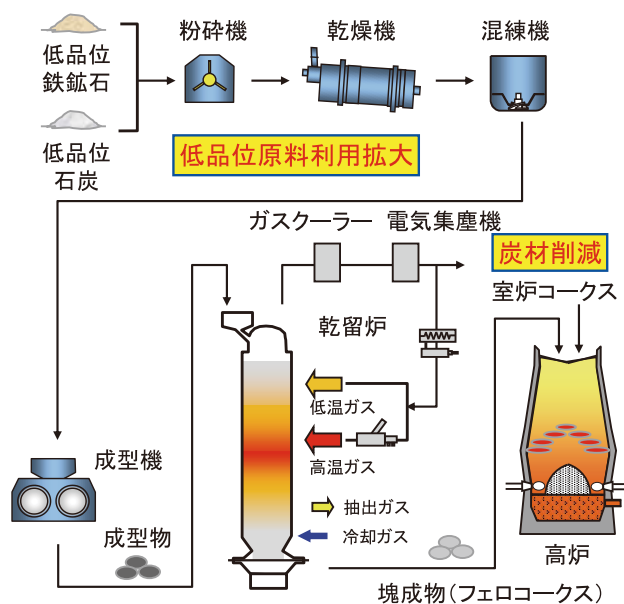 低品位
鉄鉱石
粉砕機
乾燥機
混練機
低品位
石炭
低品位原料利用拡大
ガスクーラー
電気集塵機
炭材削減
室炉コークス
乾留炉
低温ガス
高温ガス
成型機
抽出ガス
冷却ガス
成型物
高炉
塊成物(フェロコークス)